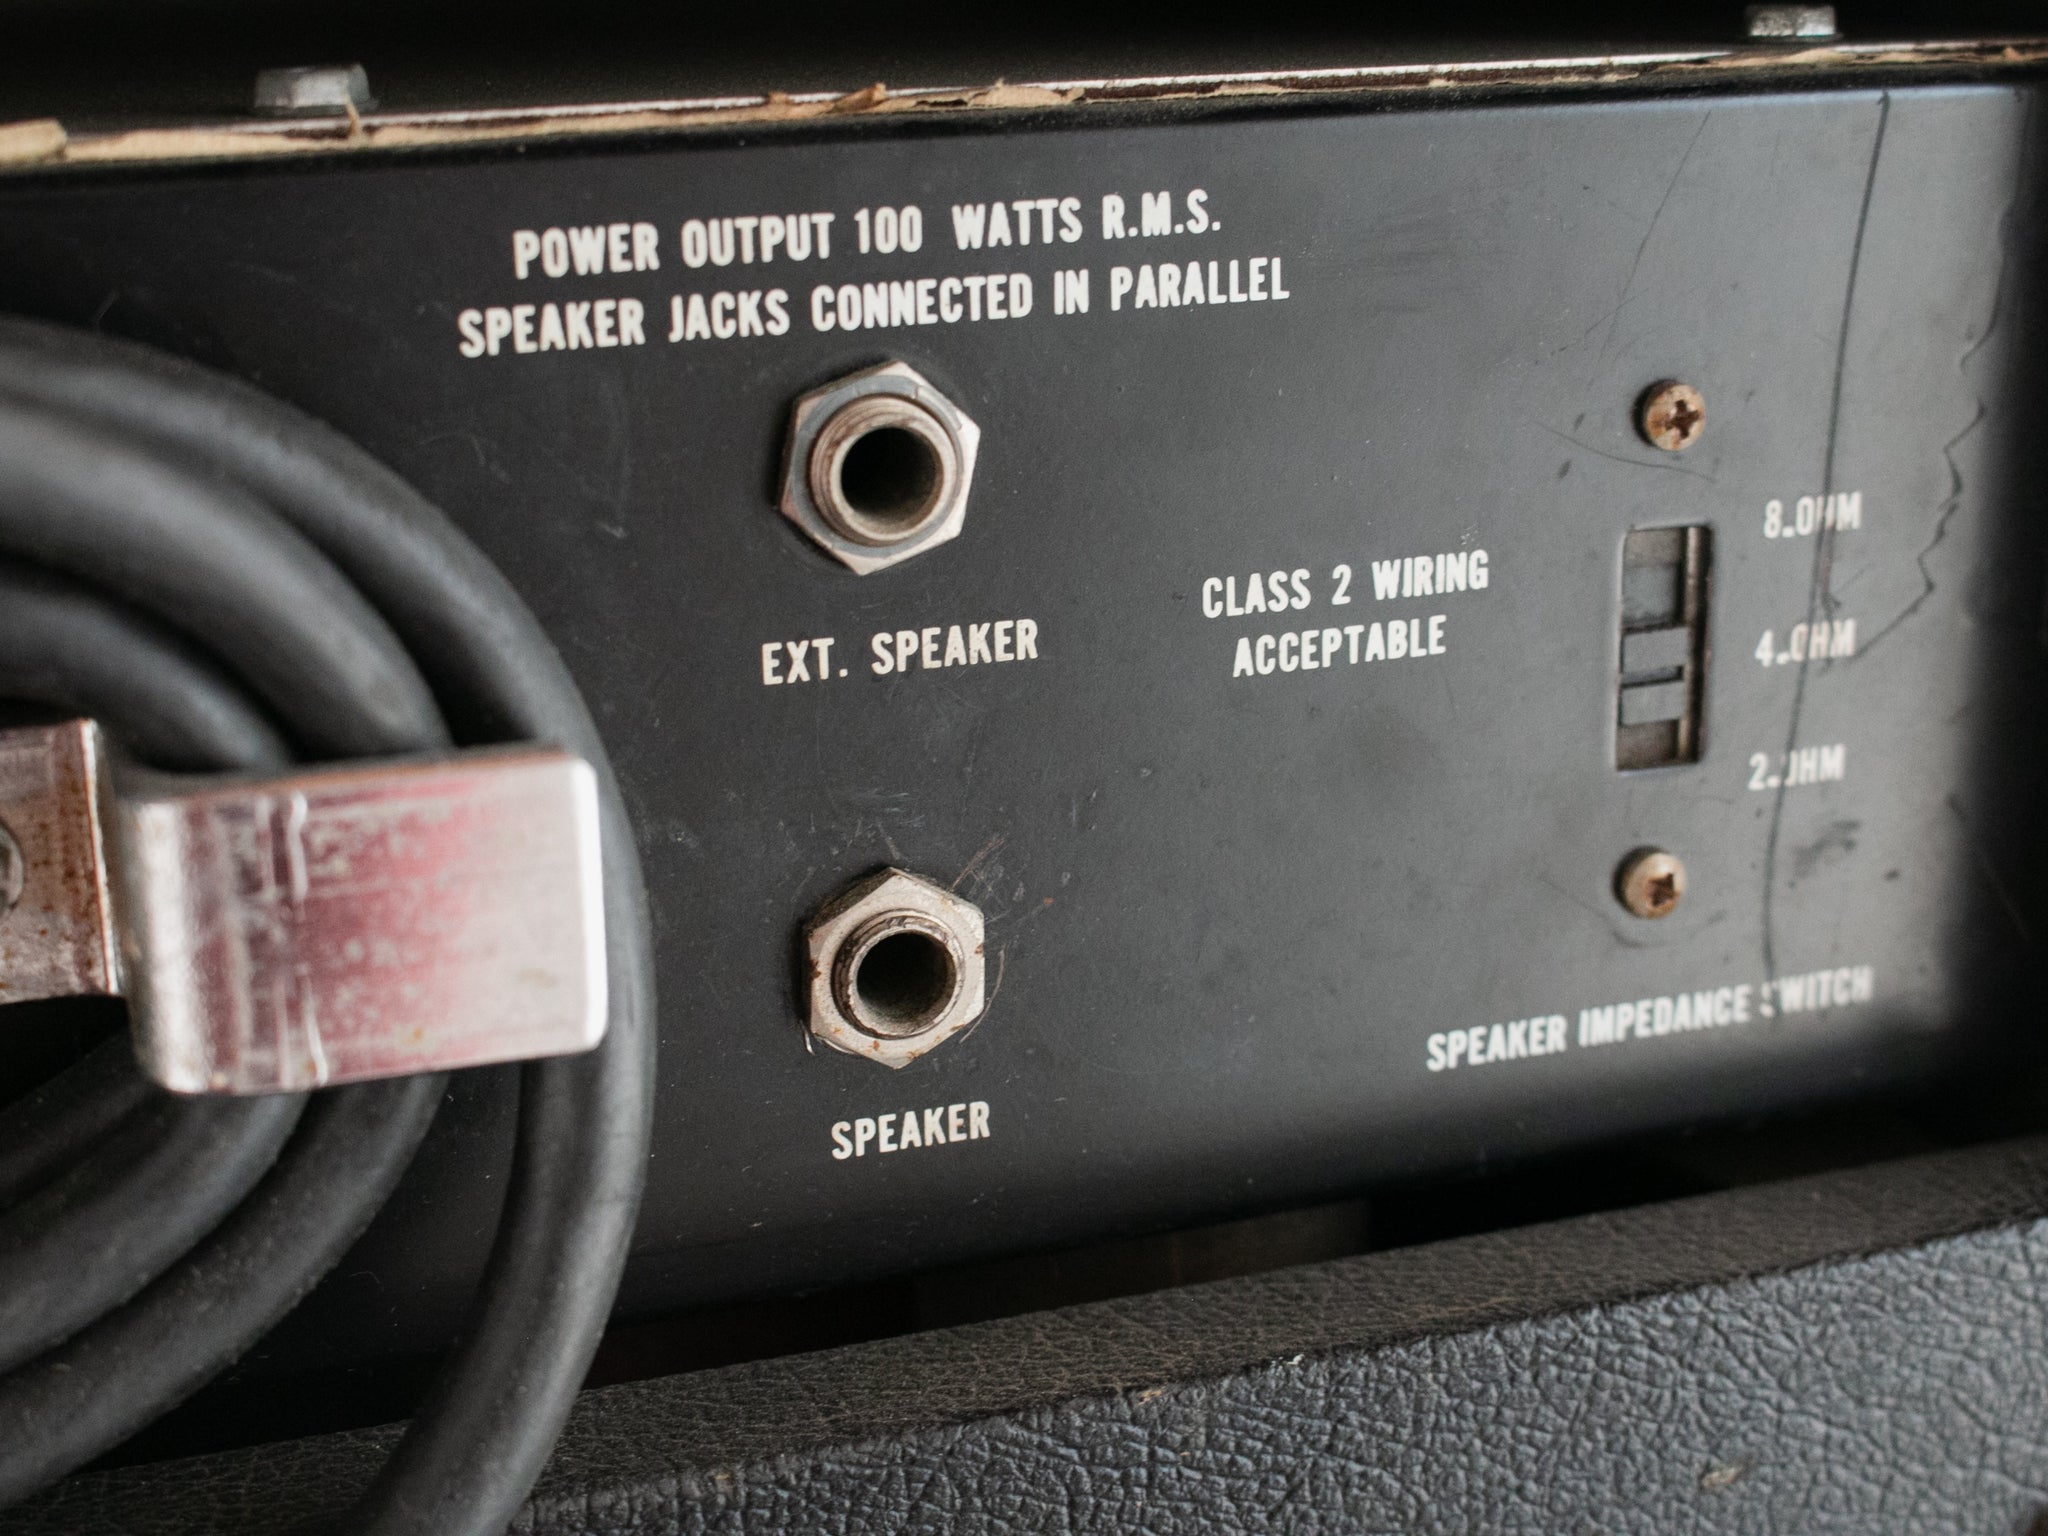 POWER OUTPUT 100 WATTS R.M.S.
SPEAKER JACKS CONNECTED IN PARALLEL
EXT. SPEAKER
CLASS 2 WIRING
ACCEPTABLE
8-OHM
4-OHM
2-OHM
SPEAKER IMPEDANCE SWITCH
SPEAKER